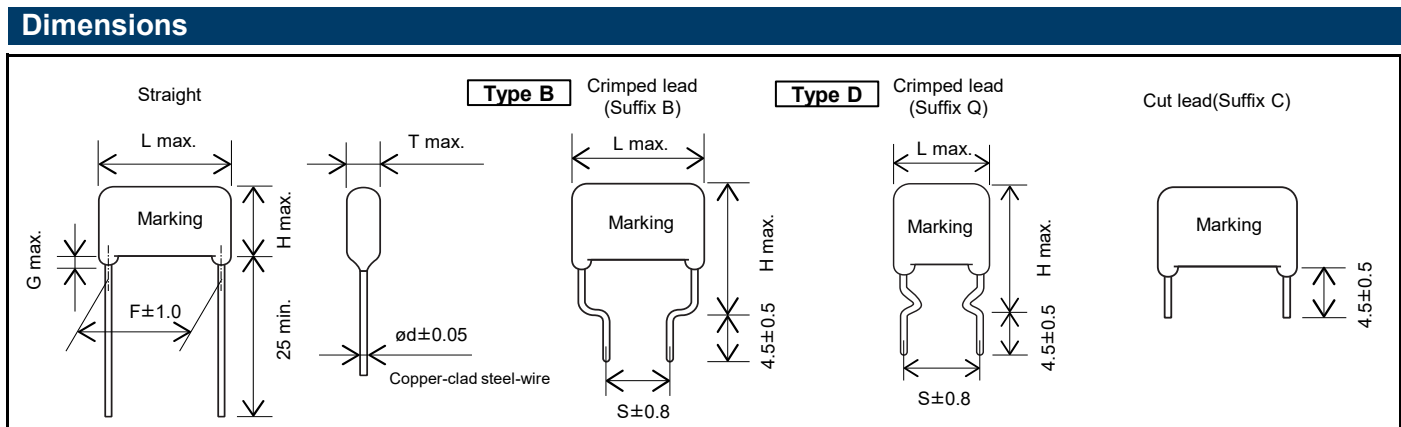 Dimensions
Straight
L max.
T max.
Marking
H max.
G max.
F±1.0
25 min.
ød±0.05
Copper-clad steel-wire
Type B
Crimped lead
(Suffix B)
L max.
Marking
H max.
4.5±0.5
S±0.8
Type D
Crimped lead
(Suffix Q)
L max.
Marking
H max.
4.5±0.5
S±0.8
Cut lead(Suffix C)
Marking
4.5±0.5